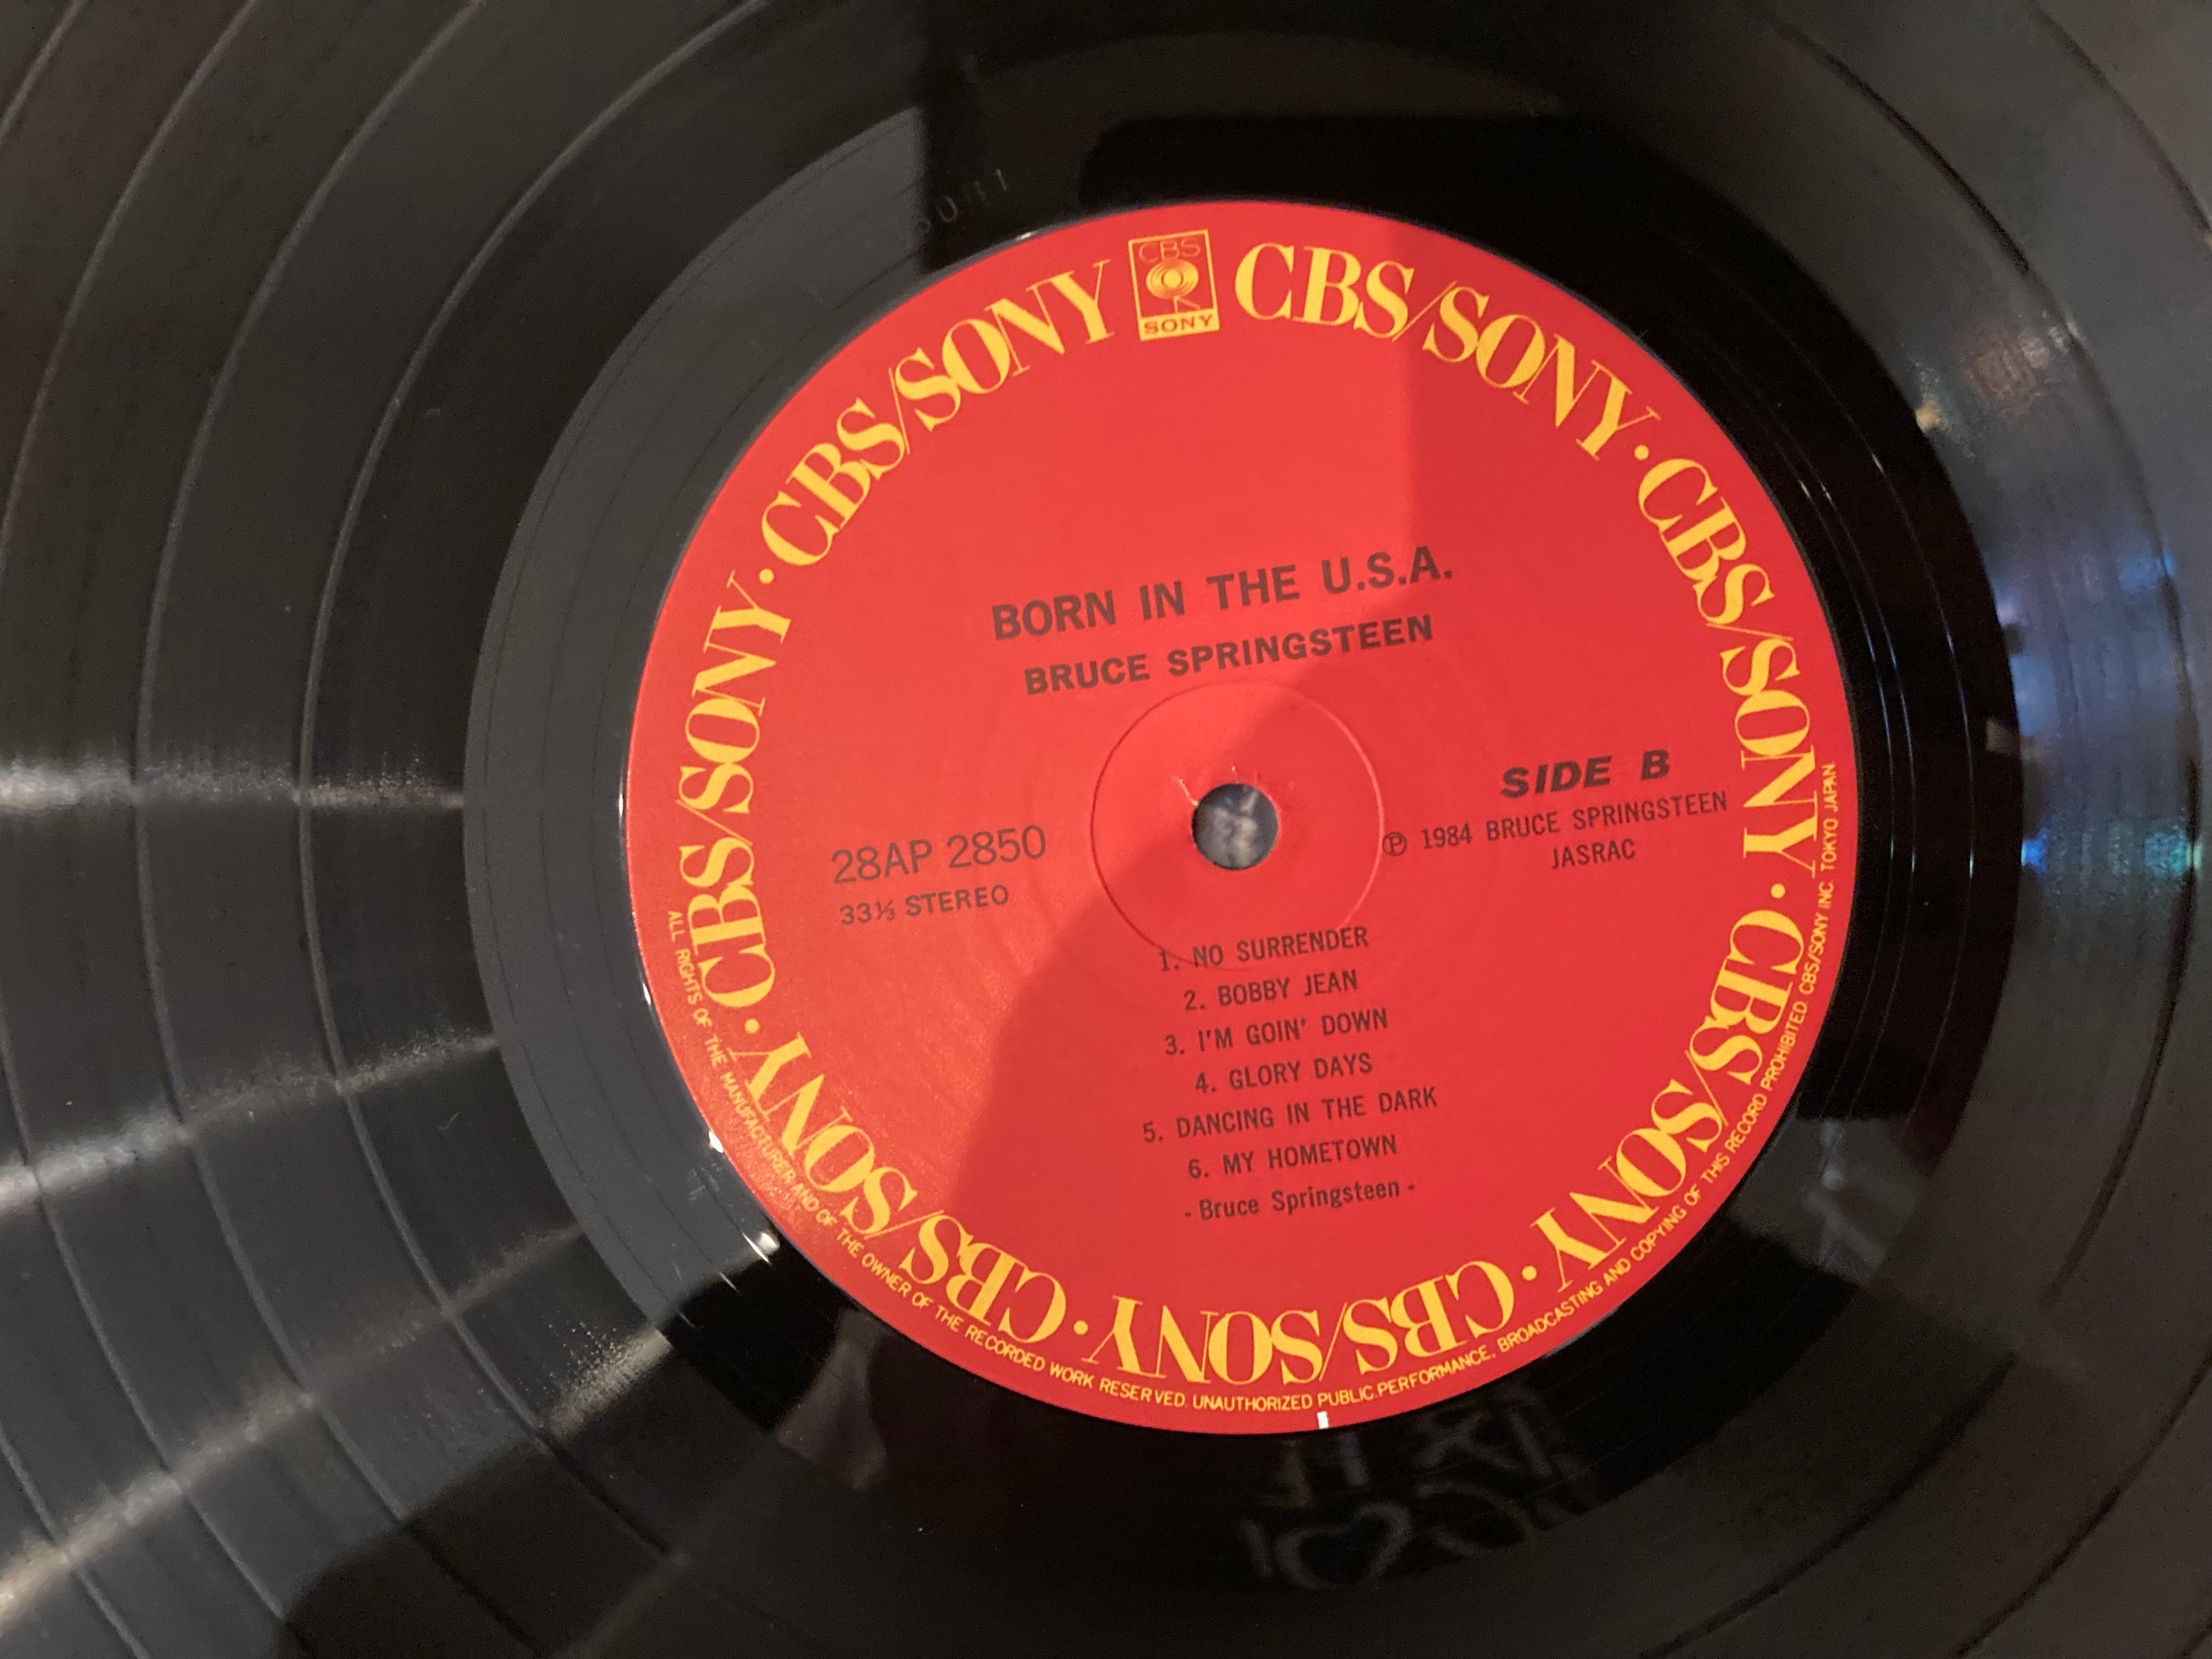 CBS
SONY
CBS/SONY · CBS/SONY · CBS/SONY · CBS/SONY · CBS/SONY · CBS/SONY · CBS/SONY
BORN IN THE U.S.A.
BRUCE SPRINGSTEEN
SIDE B
℗ 1984 BRUCE SPRINGSTEEN
JASRAC
28AP 2850
33⅓ STEREO
1. NO SURRENDER
2. BOBBY JEAN
3. I'M GOIN' DOWN
4. GLORY DAYS
5. DANCING IN THE DARK
6. MY HOMETOWN
- Bruce Springsteen -
ALL RIGHTS OF THE MANUFACTURER AND OF THE OWNER OF THE RECORDED WORK RESERVED. UNAUTHORIZED PUBLIC.PERFORMANCE, BROADCASTING AND COPYING OF THIS RECORD PROHIBITED. CBS/SONY INC. TOKYO JAPAN.